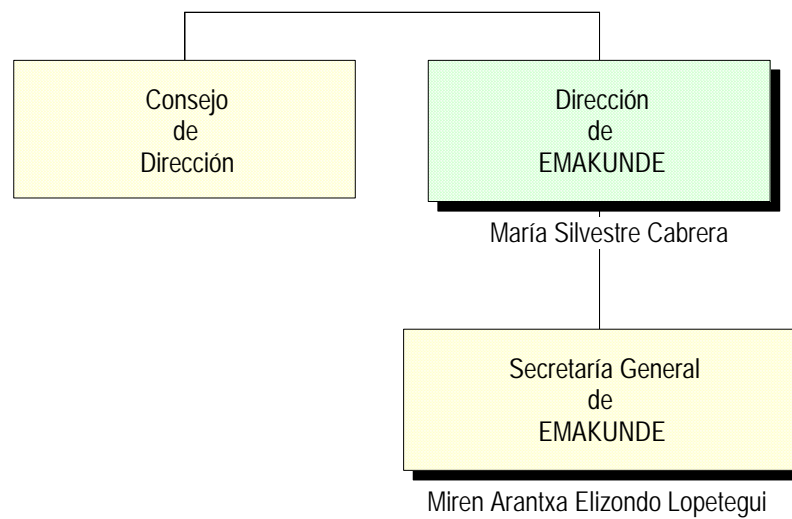 Consejo
de
Dirección
Dirección
de
EMAKUNDE
María Silvestre Cabrera
Secretaría General
de
EMAKUNDE
Miren Arantxa Elizondo Lopetegui